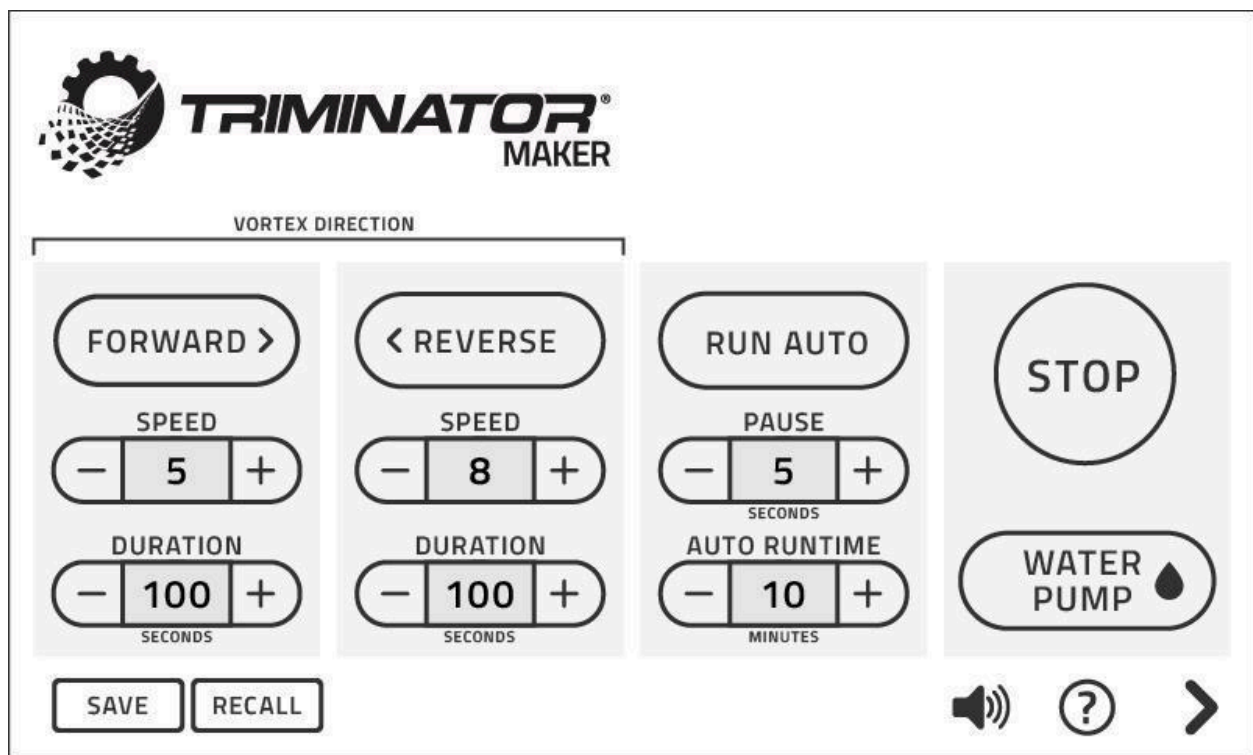 TRIMINATOR®
MAKER
VORTEX DIRECTION
FORWARD >
< REVERSE
RUN AUTO
STOP
SPEED
− 5 +
SPEED
− 8 +
PAUSE
− 5 +
SECONDS
DURATION
− 100 +
SECONDS
DURATION
− 100 +
SECONDS
AUTO RUNTIME
− 10 +
MINUTES
WATER
PUMP
SAVE
RECALL
?